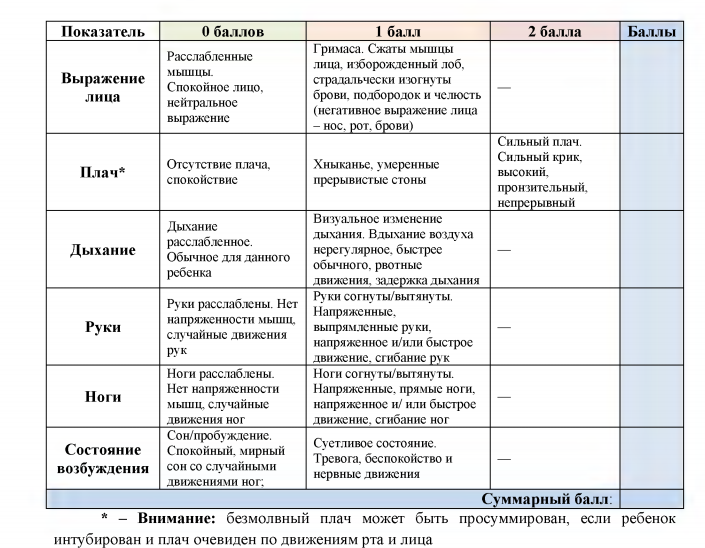 Показатель 0 баллов 1 балл 2 балла Баллы
Выражение лица
Расслабленные
мышцы.
Спокойное лицо,
нейтральное
выражение
Гримаса. Сжаты мышцы
лица, изборожденный лоб,
страдальчески изогнуты
брови, подбородок и челюсть
(негативное выражение лица
– нос, рот, брови)
—
Плач*
Отсутствие плача,
спокойствие
Хныканье, умеренные
прерывистые стоны
Сильный плач.
Сильный крик,
высокий,
пронзительный,
непрерывный
Дыхание
Дыхание
расслабленное.
Обычное для данного
ребенка
Визуальное изменение
дыхания. Вдыхание воздуха
нерегулярное, быстрее
обычного, рвотные
движения, задержка дыхания
—
Руки
Руки расслаблены. Нет
напряженности мышц,
случайные движения
рук
Руки согнуты/вытянуты.
Напряженные,
выпрямленные руки,
напряженное и/или быстрое
движение, сгибание рук
—
Ноги
Ноги расслаблены.
Нет напряженности
мышц, случайные
движения ног
Ноги согнуты/вытянуты.
Напряженные, прямые ноги,
напряженное и/ или быстрое
движение, сгибание ног
—
Состояние
возбуждения
Сон/пробуждение.
Спокойный, мирный
сон со случайными
движениями ног;
Суетливое состояние.
Тревога, беспокойство и
нервные движения
—
Суммарный балл:
* – Внимание: безмолвный плач может быть просуммирован, если ребенок
интубирован и плач очевиден по движениям рта и лица